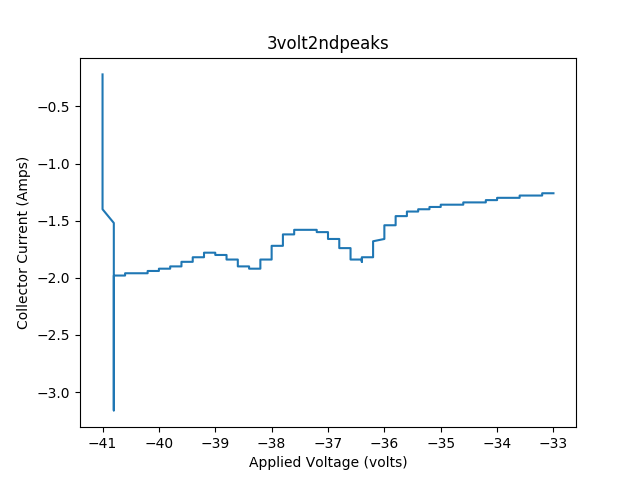 3volt2ndpeaks
Collector Current (Amps)
−0.5
−1.0
−1.5
−2.0
−2.5
−3.0
−41 −40 −39 −38 −37 −36 −35 −34 −33
Applied Voltage (volts)